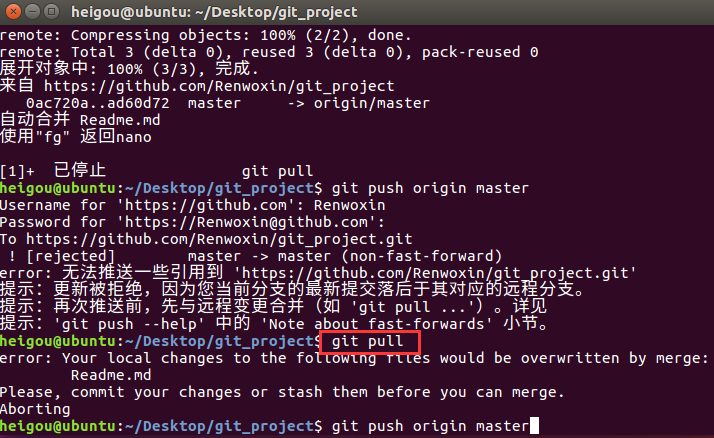 heigou@ubuntu: ~/Desktop/git_project
remote: Compressing objects: 100% (2/2), done.
remote: Total 3 (delta 0), reused 3 (delta 0), pack-reused 0
展开对象中: 100% (3/3), 完成.
来自 https://github.com/Renwoxin/git_project
   0ac720a..ad60d72  master     -> origin/master
自动合并 Readme.md
使用"fg" 返回nano
[1]+  已停止               git pull
heigou@ubuntu:~/Desktop/git_project$ git push origin master
Username for 'https://github.com': Renwoxin
Password for 'https://Renwoxin@github.com':
To https://github.com/Renwoxin/git_project.git
 ! [rejected]        master -> master (non-fast-forward)
error: 无法推送一些引用到 'https://github.com/Renwoxin/git_project.git'
提示：更新被拒绝，因为您当前分支的最新提交落后于其对应的远程分支。
提示：再次推送前，先与远程变更合并（如 'git pull ...'）。详见
提示：'git push --help' 中的 'Note about fast-forwards' 小节。
heigou@ubuntu:~/Desktop/git_project$ git pull
error: Your local changes to the following files would be overwritten by merge:
        Readme.md
Please, commit your changes or stash them before you can merge.
Aborting
heigou@ubuntu:~/Desktop/git_project$ git push origin master